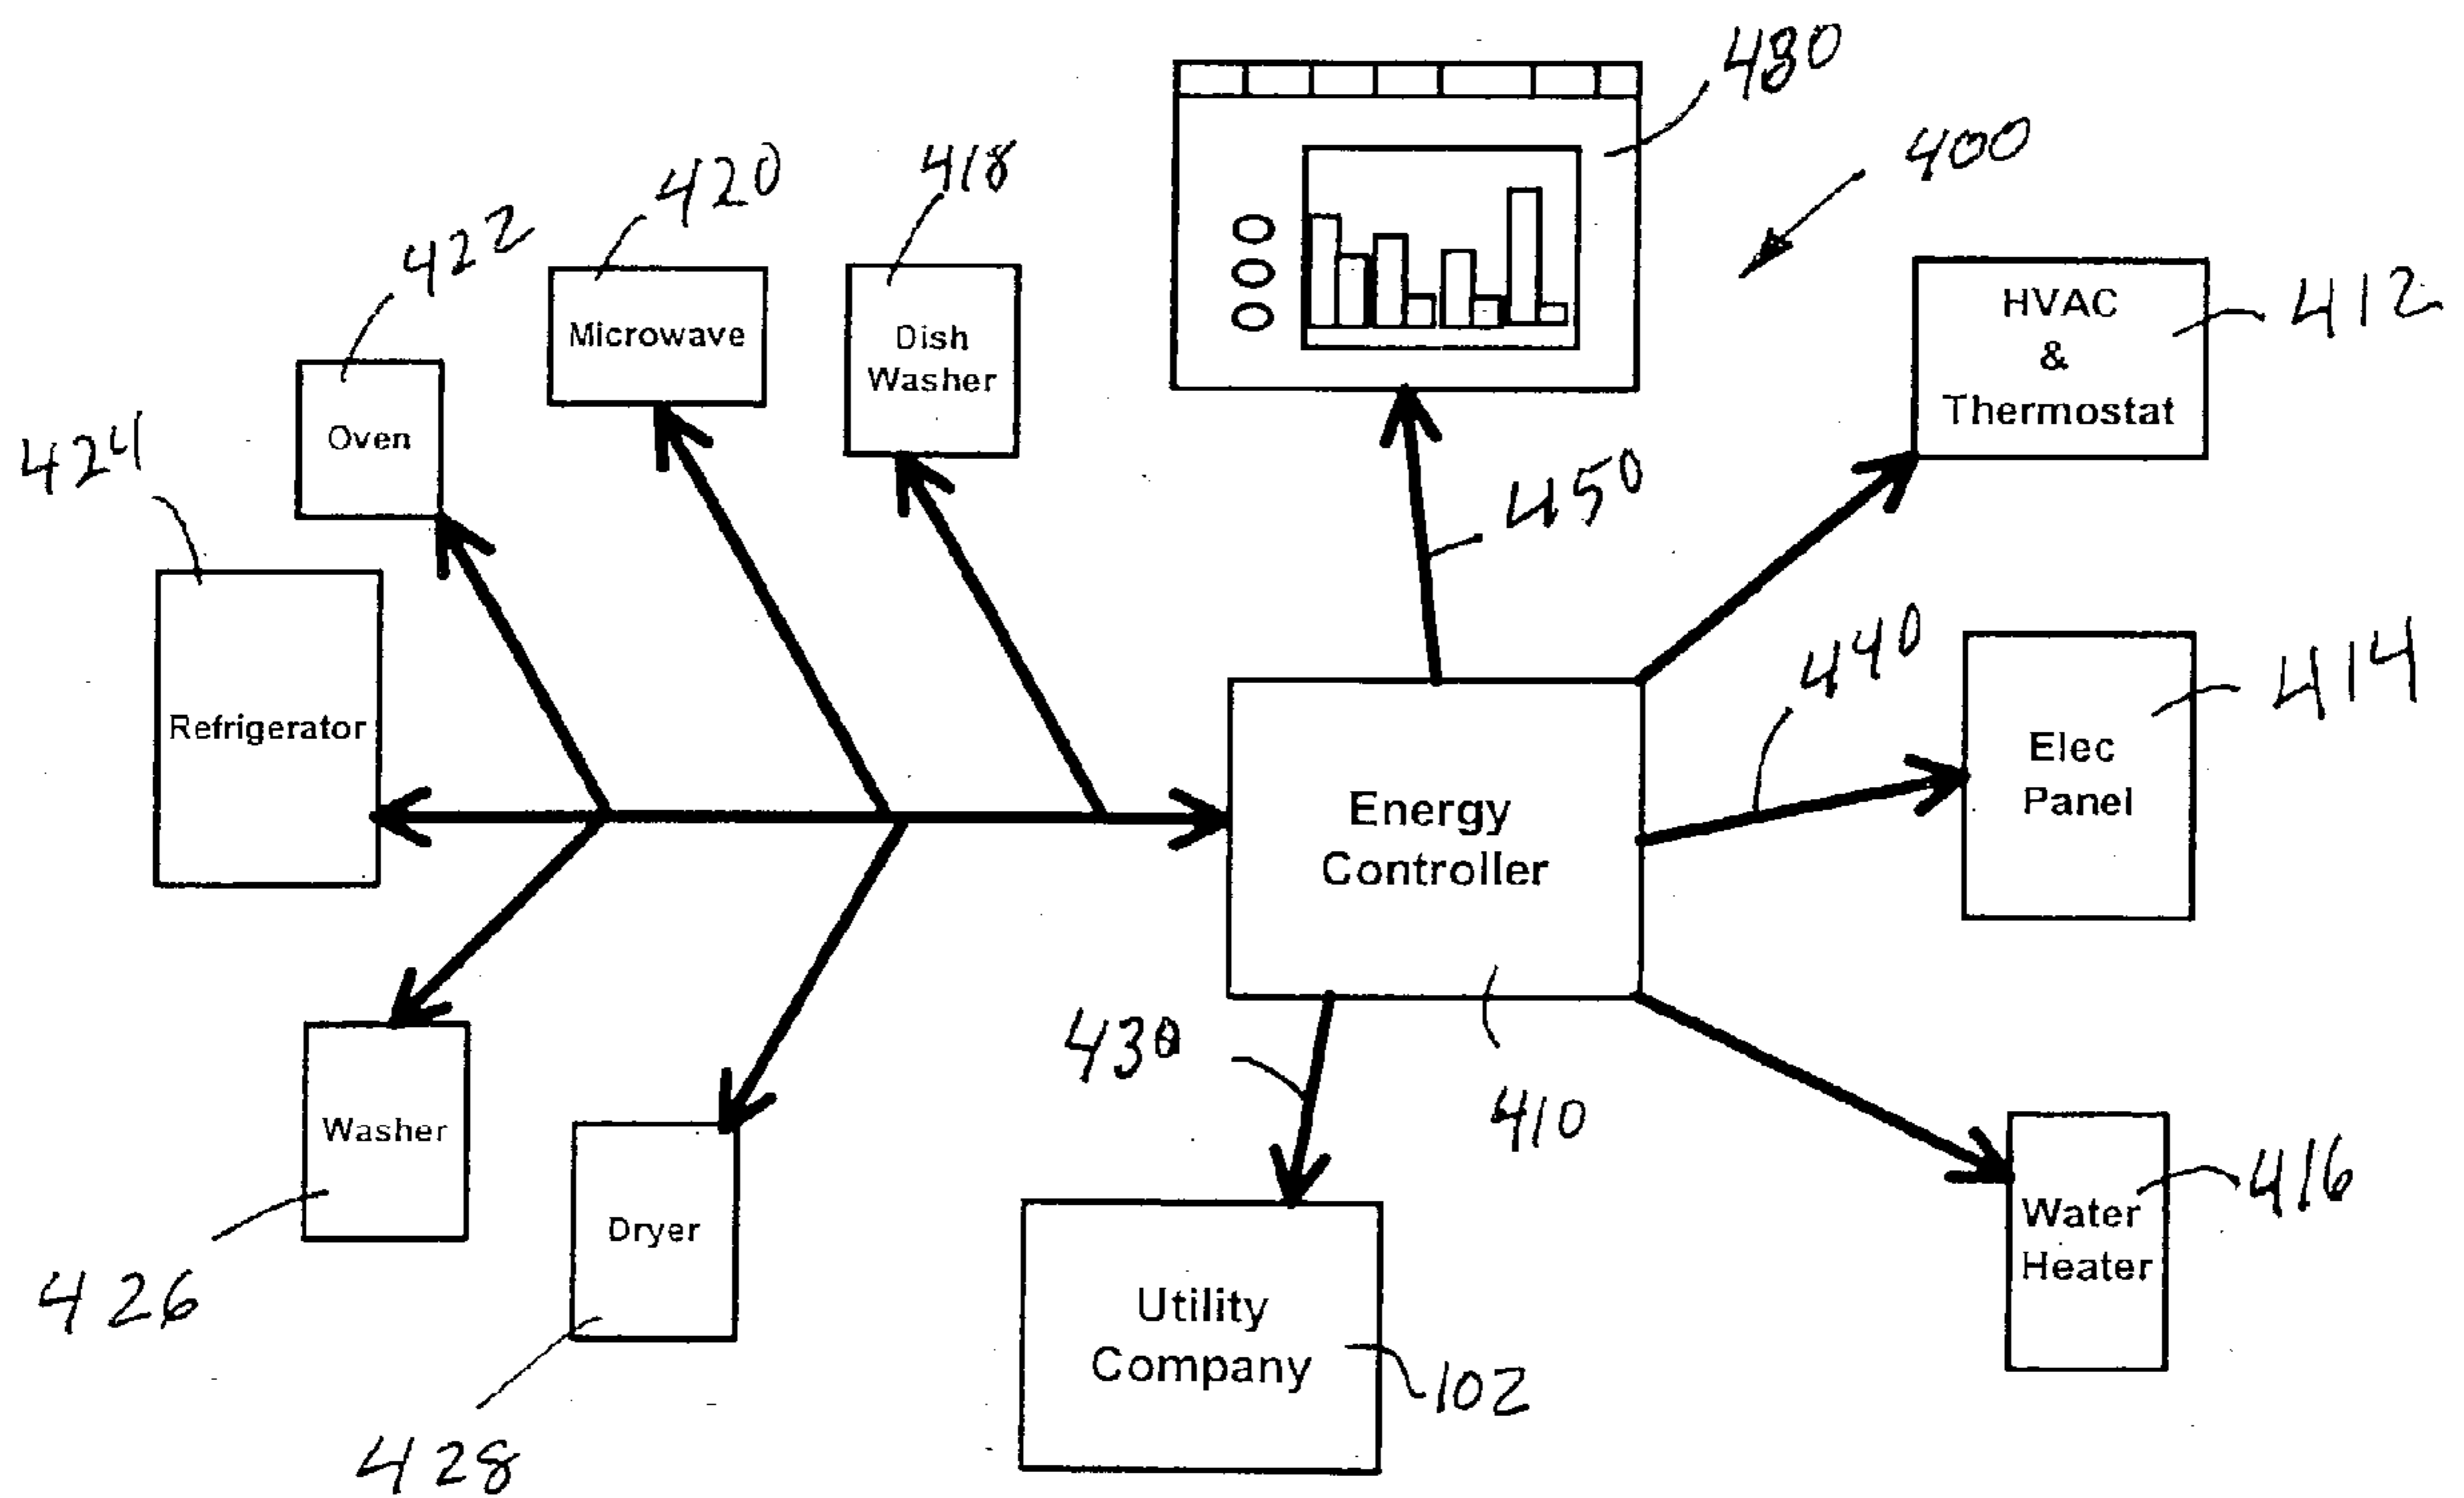 480
400
418
420
422
HVAC
&
Thermostat
412
Microwave
Dish
Washer
Oven
424
450
440
414
Refrigerator
Elec
Panel
Energy
Controller
430
410
Washer
Dryer
Water
Heater
416
426
Utility
Company
102
428